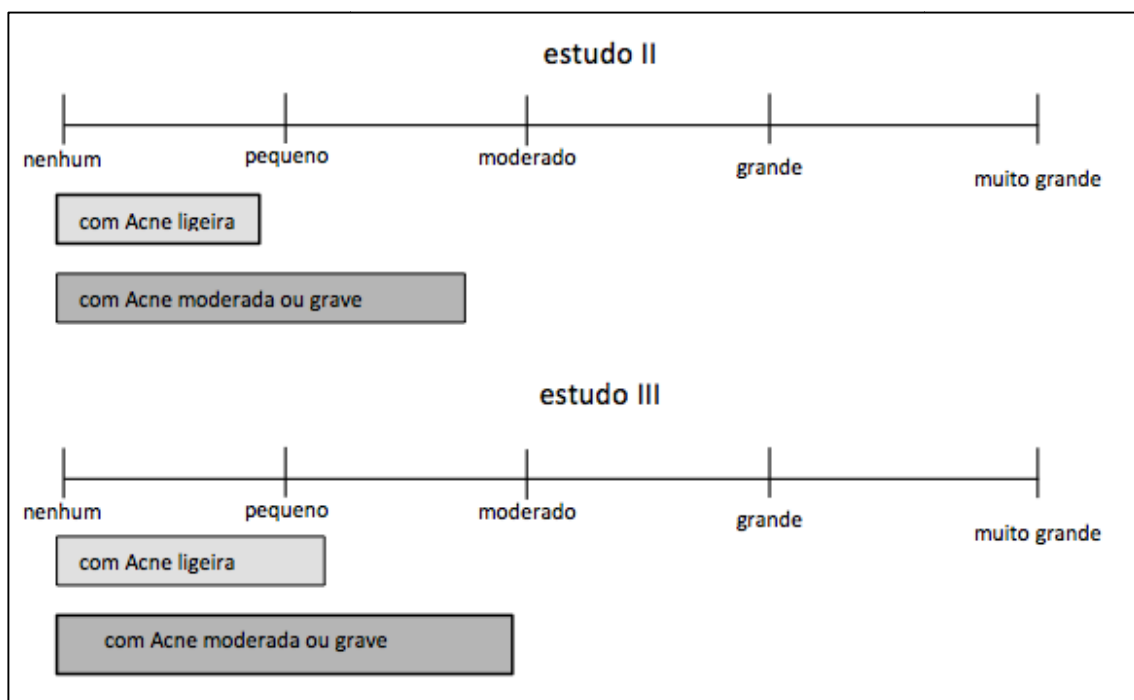 estudo II
nenhum pequeno moderado grande muito grande
com Acne ligeira
com Acne moderada ou grave
estudo III
nenhum pequeno moderado grande muito grande
com Acne ligeira
com Acne moderada ou grave